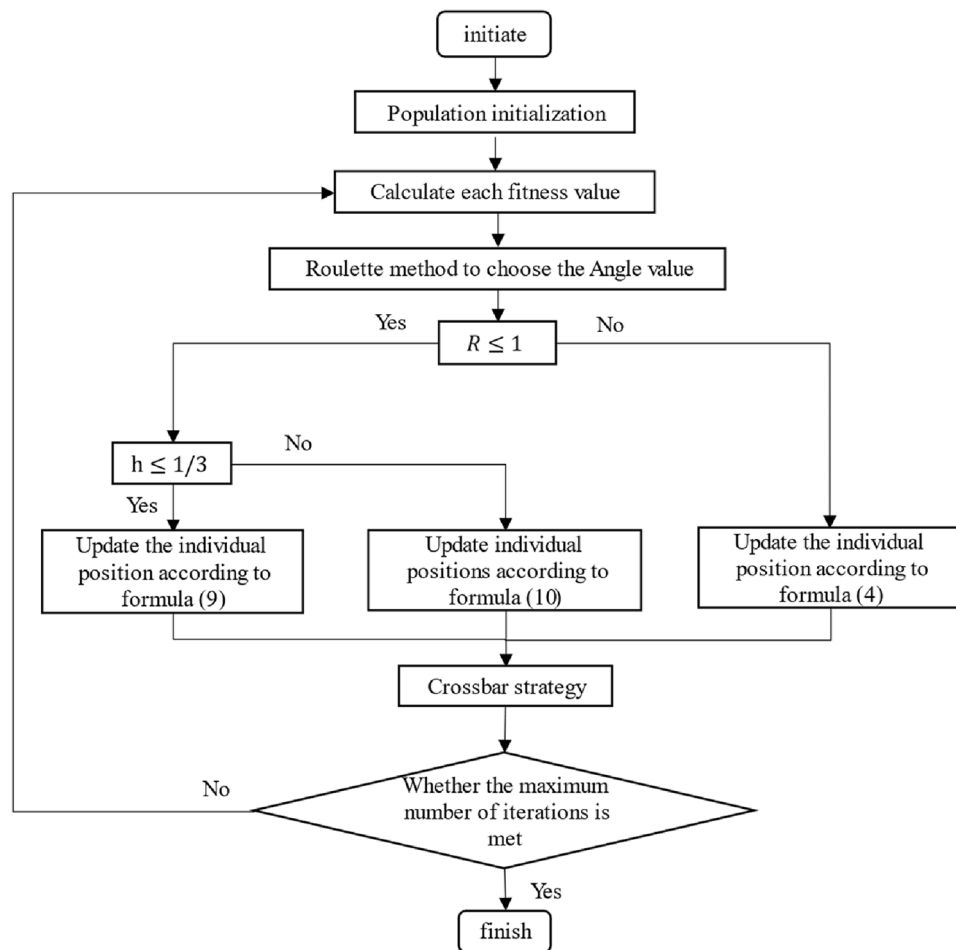 initiate
Population initialization
Calculate each fitness value
Roulette method to choose the Angle value
Yes
No
R ≤ 1
No
h ≤ 1/3
Yes
Update the individual
position according to
formula (9)
Update individual
positions according to
formula (10)
Update the individual
position according to
formula (4)
Crossbar strategy
No
Whether the maximum
number of iterations is
met
Yes
finish